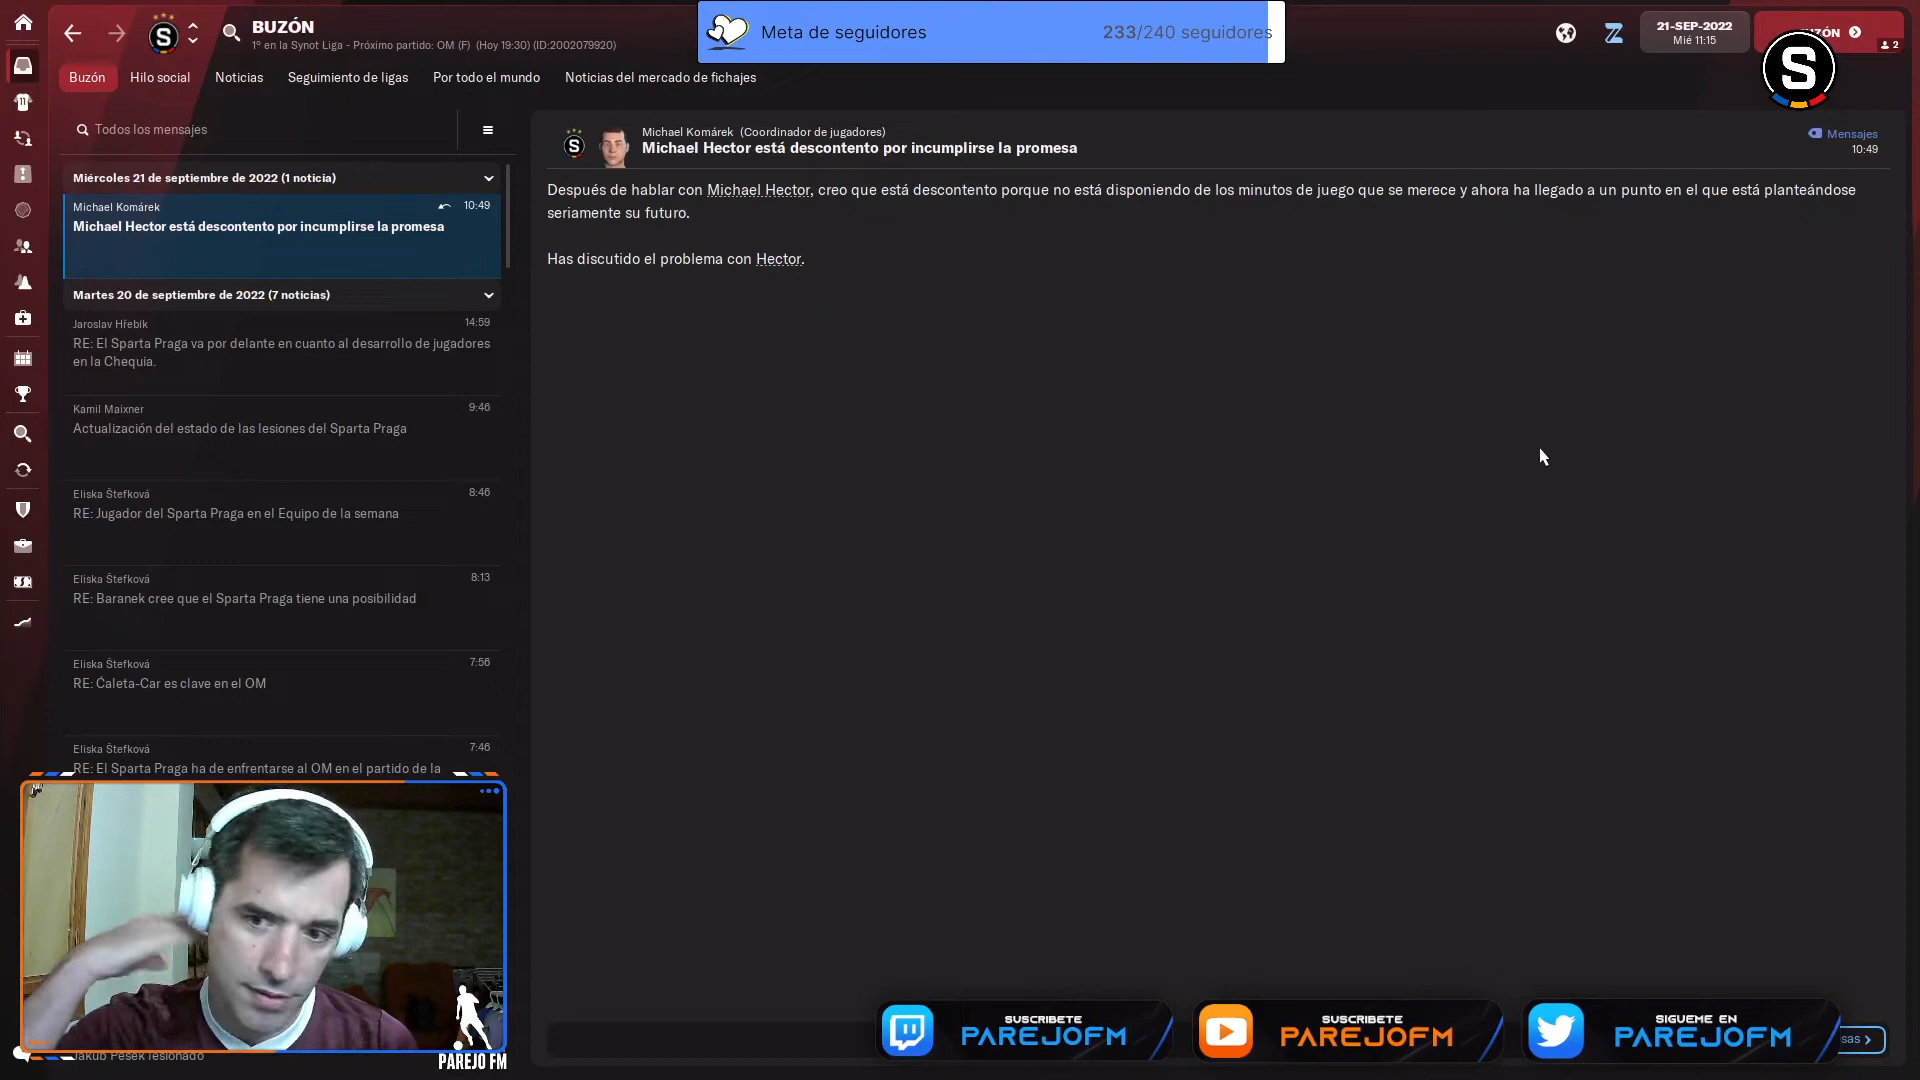 BUZÓN
1º en la Synot Liga - Próximo partido: OM (F) (Hoy 19:30) (ID:2002079920)
Meta de seguidores
233/240 seguidores
21-SEP-2022
Mié 11:15
2
Buzón
Hilo social
Noticias
Seguimiento de ligas
Por todo el mundo
Noticias del mercado de fichajes
Todos los mensajes
Miércoles 21 de septiembre de 2022 (1 noticia)
Michael Komárek
10:49
Michael Hector está descontento por incumplirse la promesa
Martes 20 de septiembre de 2022 (7 noticias)
Jaroslav Hřebík
14:59
RE: El Sparta Praga va por delante en cuanto al desarrollo de jugadores
en la Chequia.
Kamil Maixner
9:46
Actualización del estado de las lesiones del Sparta Praga
Eliska Štefková
8:46
RE: Jugador del Sparta Praga en el Equipo de la semana
Eliska Štefková
8:13
RE: Baranek cree que el Sparta Praga tiene una posibilidad
Eliska Štefková
7:56
RE: Ćaleta-Car es clave en el OM
Eliska Štefková
7:46
RE: El Sparta Praga ha de enfrentarse al OM en el partido de la
Jakub Pešek lesionado
PAREJO FM
Michael Komárek (Coordinador de jugadores)
Michael Hector está descontento por incumplirse la promesa
Mensajes
10:49
Después de hablar con Michael Hector, creo que está descontento porque no está disponiendo de los minutos de juego que se merece y ahora ha llegado a un punto en el que está planteándose
seriamente su futuro.
Has discutido el problema con Hector.
SUSCRIBETE
PAREJOFM
SUSCRIBETE
PAREJOFM
SIGUEME EN
PAREJOFM